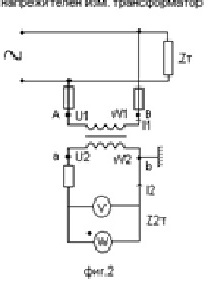 напрежителен изм. трансформатор
Zт
A U1 W1 B
I1
a U2 W2
b
I2
V
Z2т
W
фиг.2